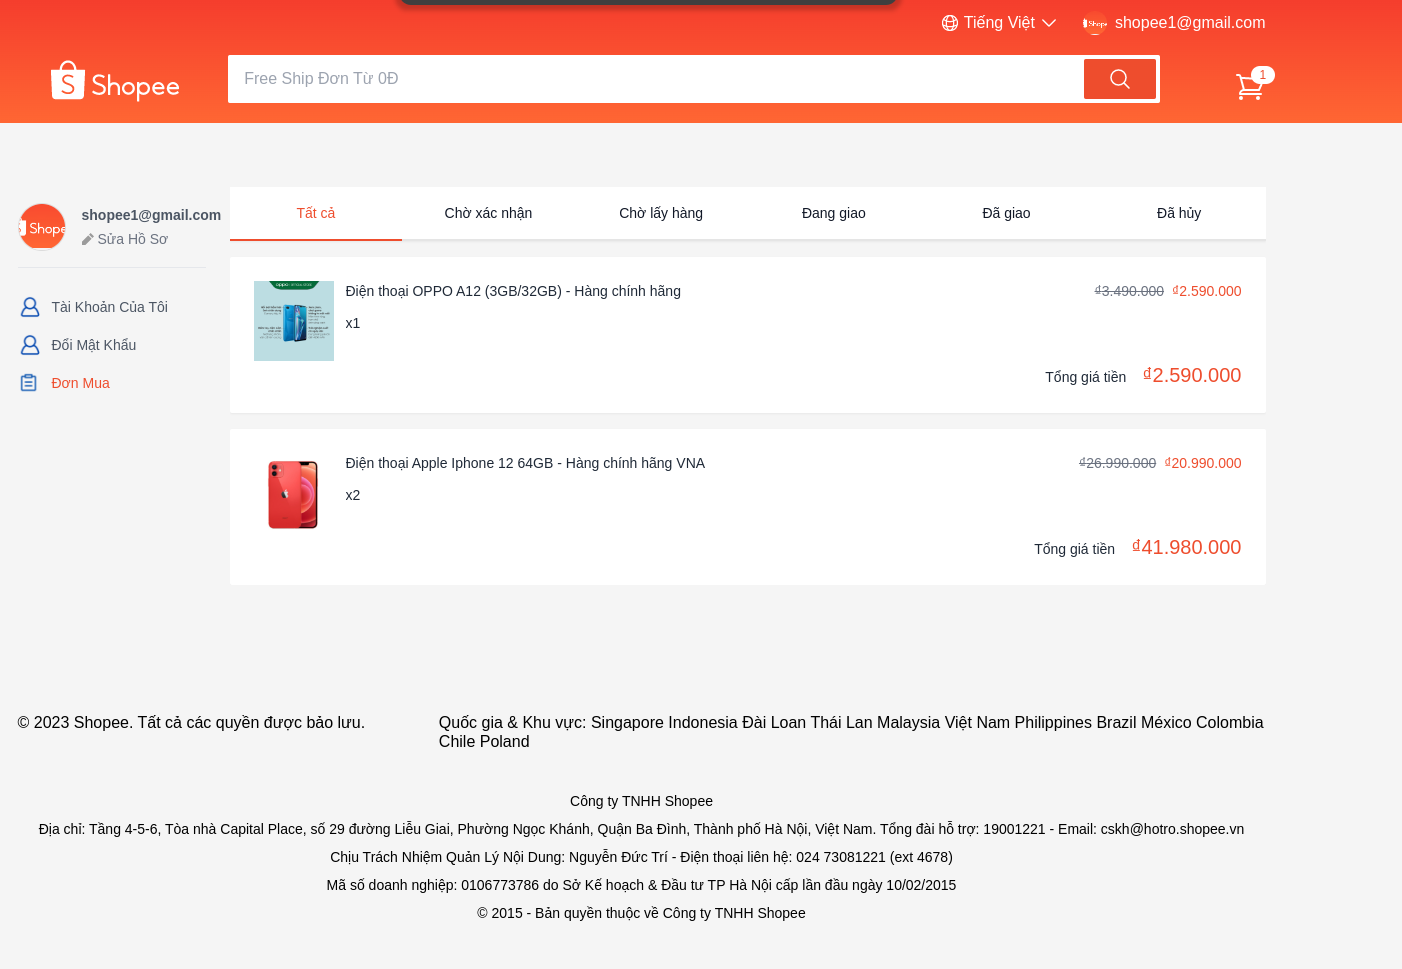 Tiếng Việt
shopee1@gmail.com
Shopee
Free Ship Đơn Từ 0Đ
1
shopee1@gmail.com
Sửa Hồ Sơ
Tài Khoản Của Tôi
Đổi Mật Khẩu
Đơn Mua
Tất cả
Chờ xác nhận
Chờ lấy hàng
Đang giao
Đã giao
Đã hủy
Điện thoại OPPO A12 (3GB/32GB) - Hàng chính hãng
₫3.490.000 ₫2.590.000
x1
Tổng giá tiền ₫2.590.000
Điện thoại Apple Iphone 12 64GB - Hàng chính hãng VNA
₫26.990.000 ₫20.990.000
x2
Tổng giá tiền ₫41.980.000
© 2023 Shopee. Tất cả các quyền được bảo lưu.
Quốc gia & Khu vực: Singapore Indonesia Đài Loan Thái Lan Malaysia Việt Nam Philippines Brazil México Colombia
Chile Poland
Công ty TNHH Shopee
Địa chỉ: Tầng 4-5-6, Tòa nhà Capital Place, số 29 đường Liễu Giai, Phường Ngọc Khánh, Quận Ba Đình, Thành phố Hà Nội, Việt Nam. Tổng đài hỗ trợ: 19001221 - Email: cskh@hotro.shopee.vn
Chịu Trách Nhiệm Quản Lý Nội Dung: Nguyễn Đức Trí - Điện thoại liên hệ: 024 73081221 (ext 4678)
Mã số doanh nghiệp: 0106773786 do Sở Kế hoạch & Đầu tư TP Hà Nội cấp lần đầu ngày 10/02/2015
© 2015 - Bản quyền thuộc về Công ty TNHH Shopee